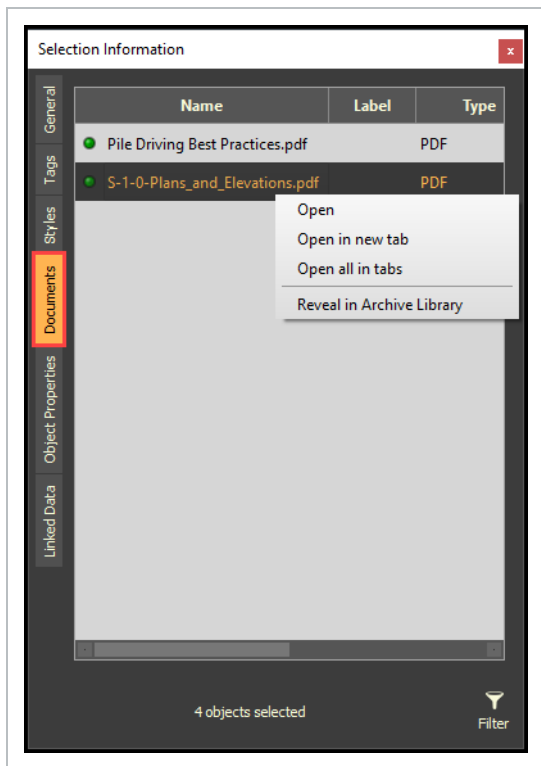 Selection Information
x
General
Tags
Styles
Documents
Object Properties
Linked Data
Name Label Type
Pile Driving Best Practices.pdf PDF
S-1-0-Plans_and_Elevations.pdf PDF
Open
Open in new tab
Open all in tabs
Reveal in Archive Library
4 objects selected
Filter